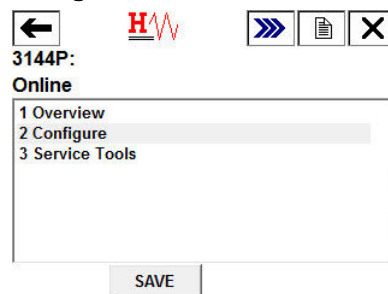 H
3144P:
Online
1 Overview
2 Configure
3 Service Tools
SAVE